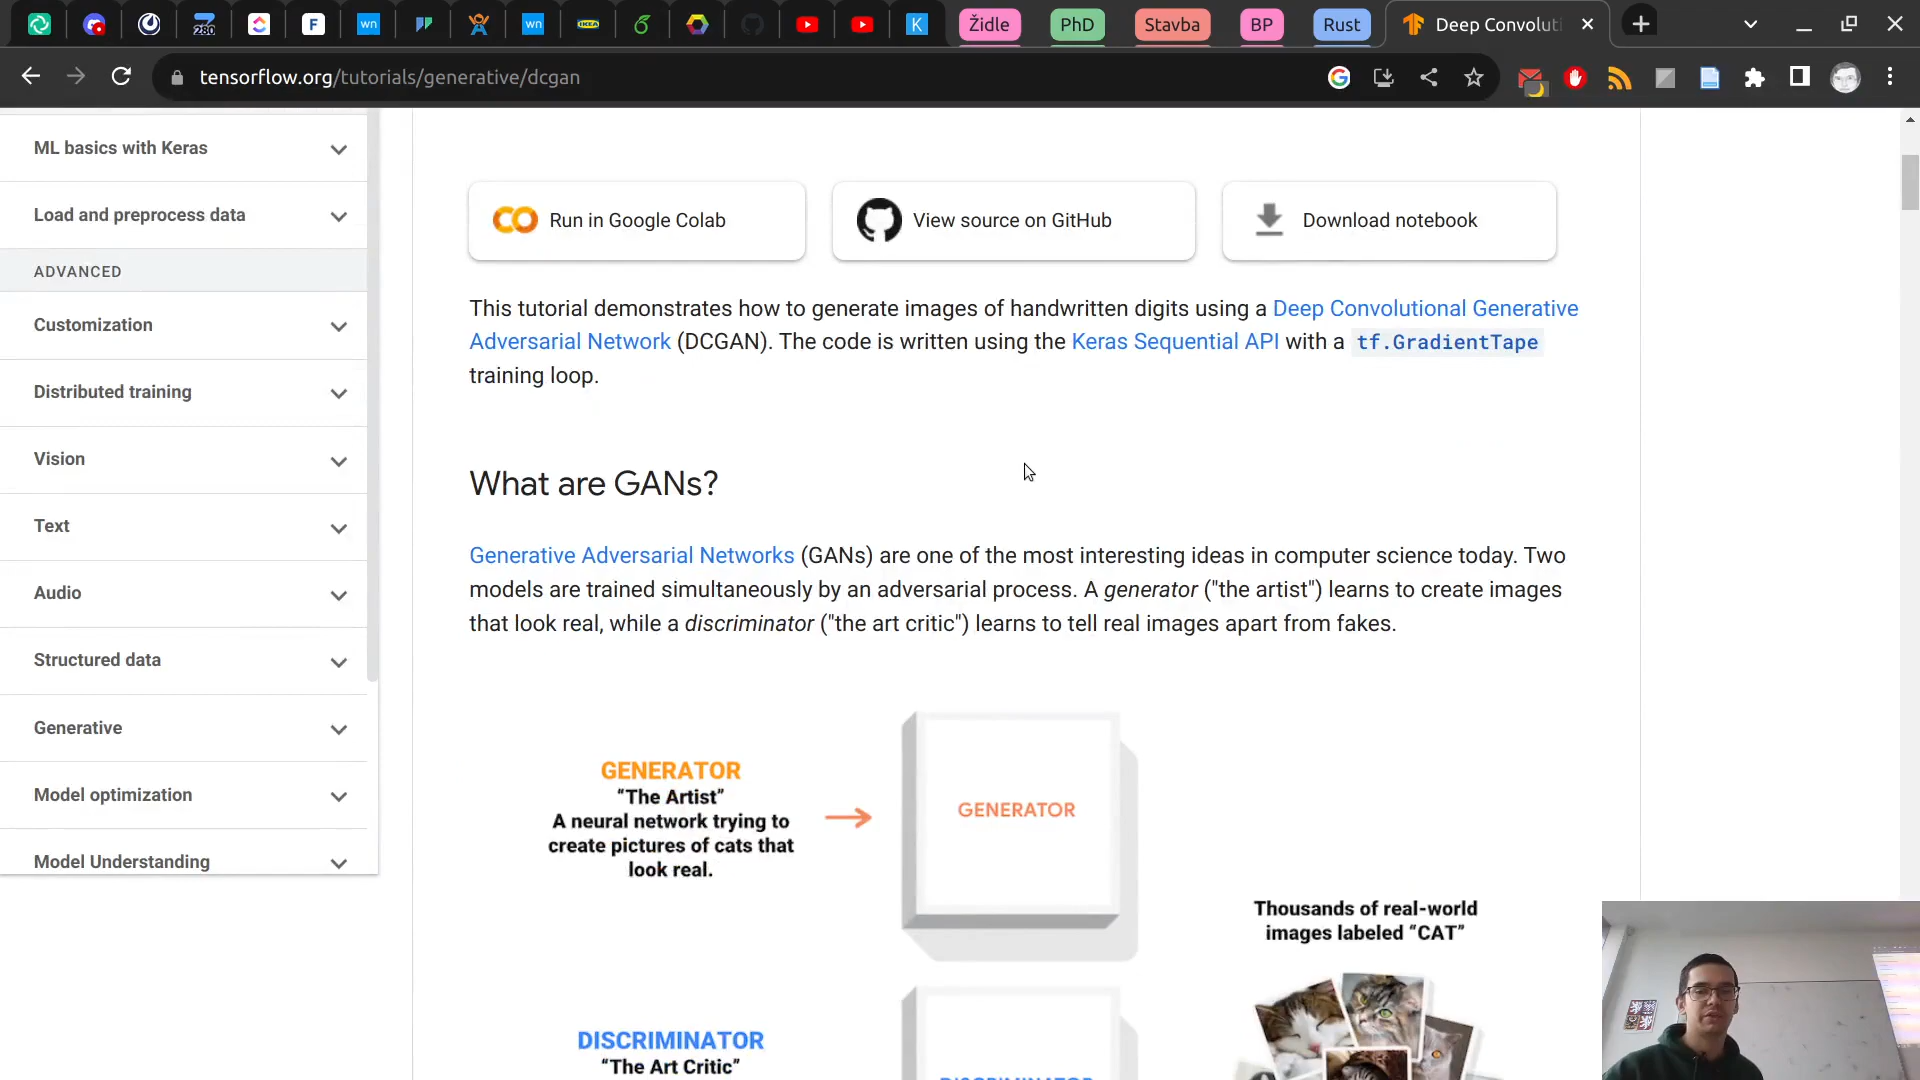 280
F
wn
wn
IKEA
K
Židle
PhD
Stavba
BP
Rust
Deep Convoluti
tensorflow.org/tutorials/generative/dcgan
ML basics with Keras
Load and preprocess data
ADVANCED
Customization
Distributed training
Vision
Text
Audio
Structured data
Generative
Model optimization
Model Understanding
Run in Google Colab
View source on GitHub
Download notebook
This tutorial demonstrates how to generate images of handwritten digits using a Deep Convolutional Generative
Adversarial Network (DCGAN). The code is written using the Keras Sequential API with a tf.GradientTape
training loop.
What are GANs?
Generative Adversarial Networks (GANs) are one of the most interesting ideas in computer science today. Two
models are trained simultaneously by an adversarial process. A generator ("the artist") learns to create images
that look real, while a discriminator ("the art critic") learns to tell real images apart from fakes.
GENERATOR
“The Artist”
A neural network trying to
create pictures of cats that
look real.
GENERATOR
Thousands of real-world
images labeled “CAT”
DISCRIMINATOR
“The Art Critic”
DISCRIMINATOR